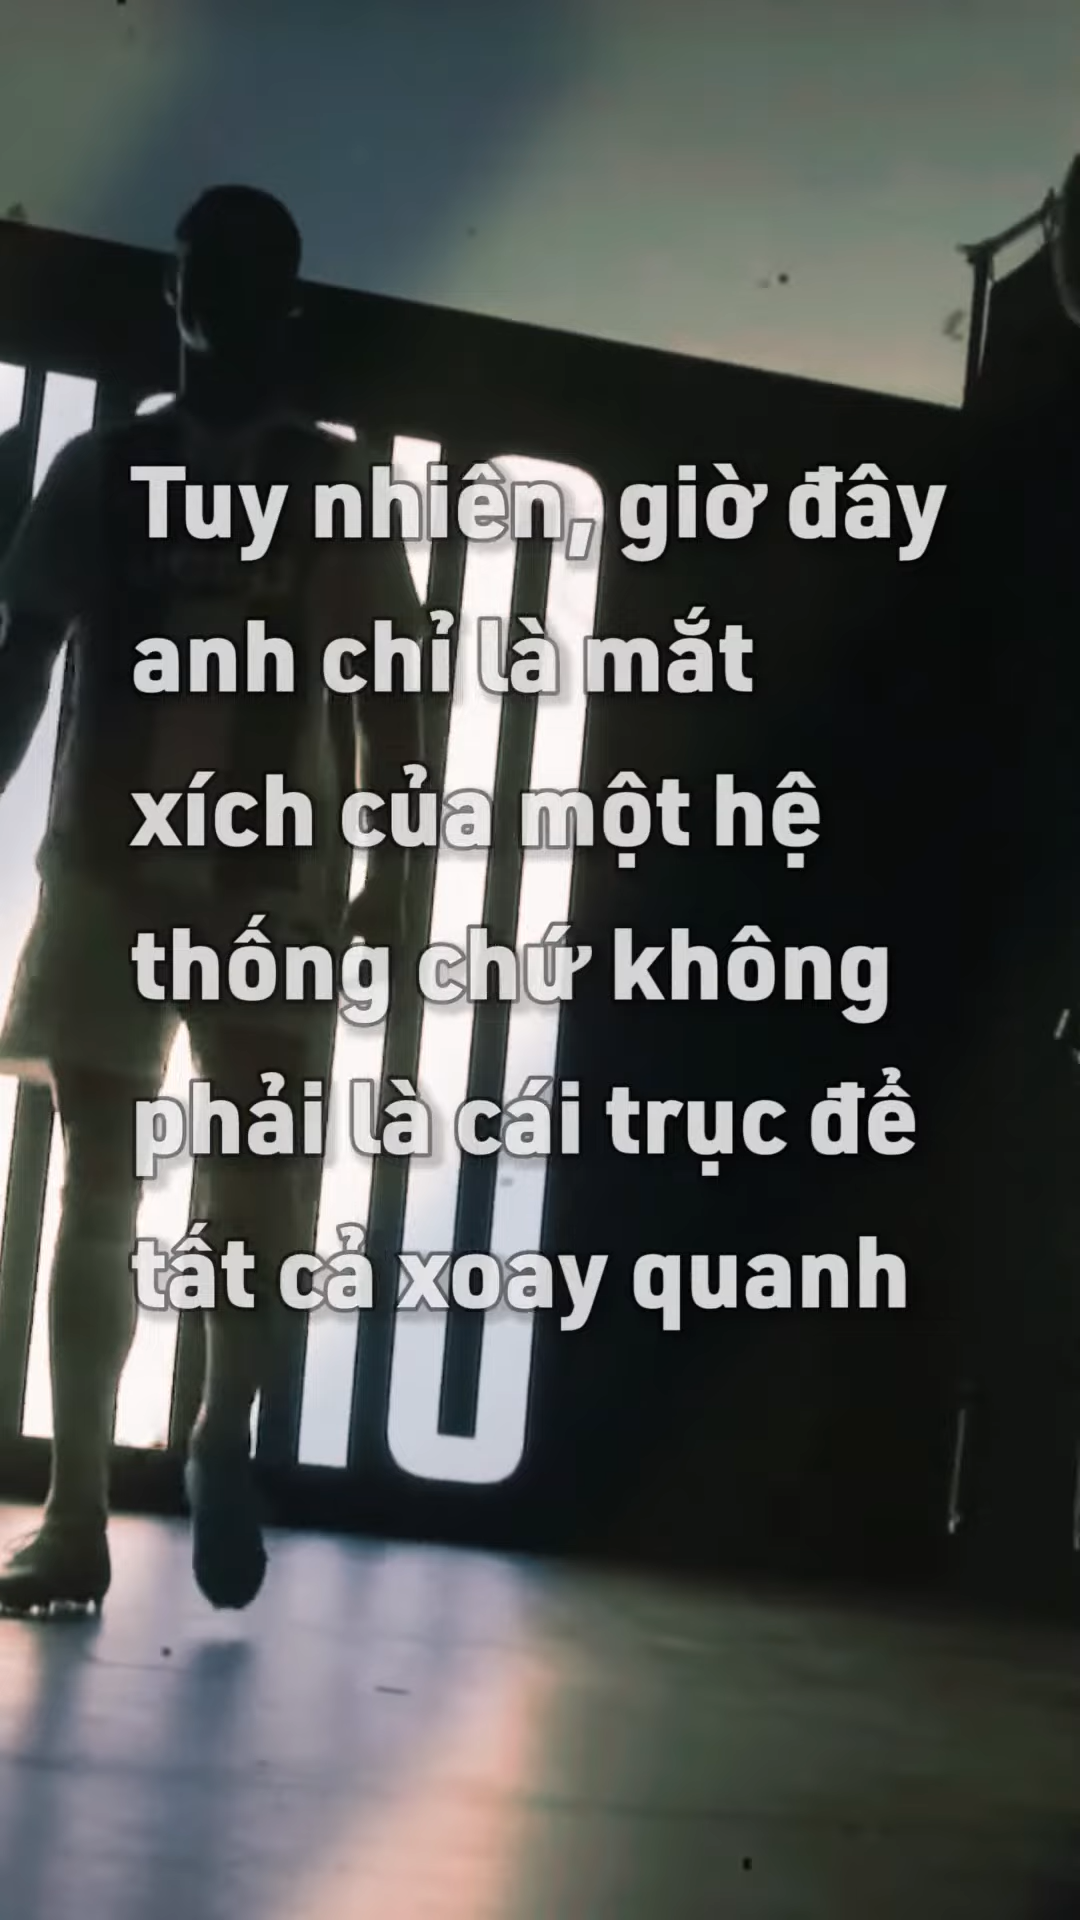 Tuy nhiên, giờ đây
anh chỉ là mắt
xích của một hệ
thống chứ không
phải là cái trục để
tất cả xoay quanh